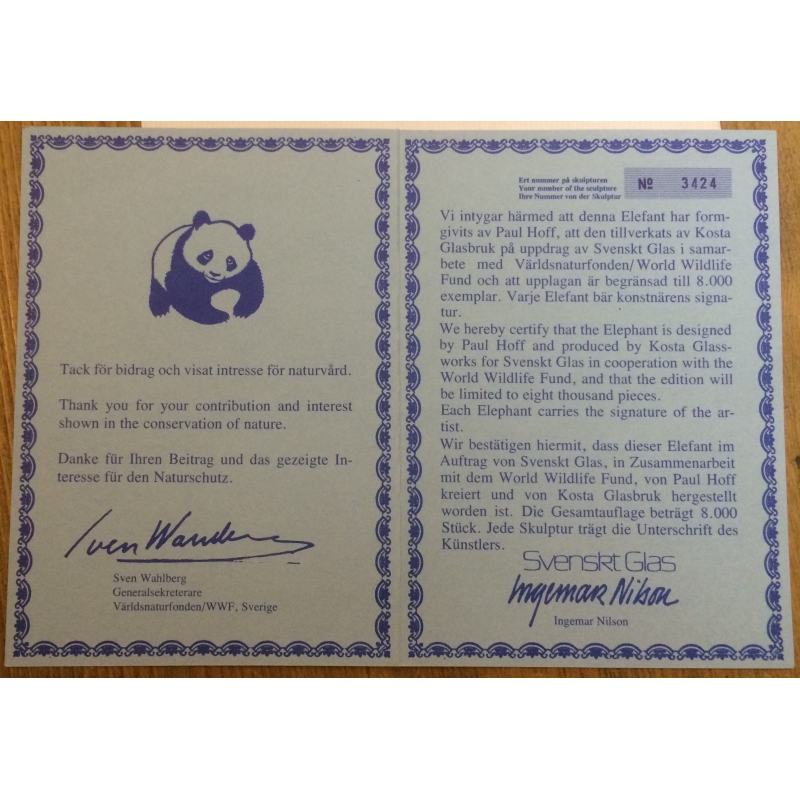 Tack för bidrag och visat intresse för naturvård.
Thank you for your contribution and interest
shown in the conservation of nature.
Danke für Ihren Beitrag und das gezeigte In-
teresse für den Naturschutz.
Sven Wahlberg
Generalsekreterare
Världsnaturfonden/WWF, Sverige
Ert nummer på skulpturen
Your number of the sculpture
Ihre Nummer von der Skulptur
Nº 3424
Vi intygar härmed att denna Elefant har form-
givits av Paul Hoff, att den tillverkats av Kosta
Glasbruk på uppdrag av Svenskt Glas i samar-
bete med Världsnaturfonden/World Wildlife
Fund och att upplagan är begränsad till 8.000
exemplar. Varje Elefant bär konstnärens signa-
tur.
We hereby certify that the Elephant is designed
by Paul Hoff and produced by Kosta Glass-
works for Svenskt Glas in cooperation with the
World Wildlife Fund, and that the edition will
be limited to eight thousand pieces.
Each Elephant carries the signature of the ar-
tist.
Wir bestätigen hiermit, dass dieser Elefant im
Auftrag von Svenskt Glas, in Zusammenarbeit
mit dem World Wildlife Fund, von Paul Hoff
kreiert und von Kosta Glasbruk hergestellt
worden ist. Die Gesamtauflage beträgt 8.000
Stück. Jede Skulptur trägt die Unterschrift des
Künstlers.
Svenskt Glas
Ingemar Nilson
Ingemar Nilson